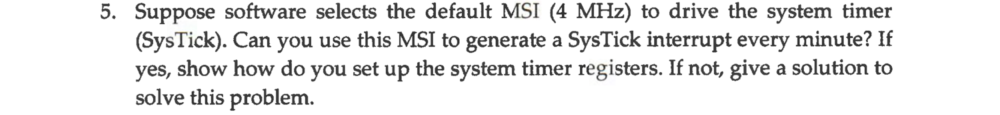 5. Suppose software selects the default MSI (4 MHz) to drive the system timer
(SysTick). Can you use this MSI to generate a SysTick interrupt every minute? If
yes, show how do you set up the system timer registers. If not, give a solution to
solve this problem.